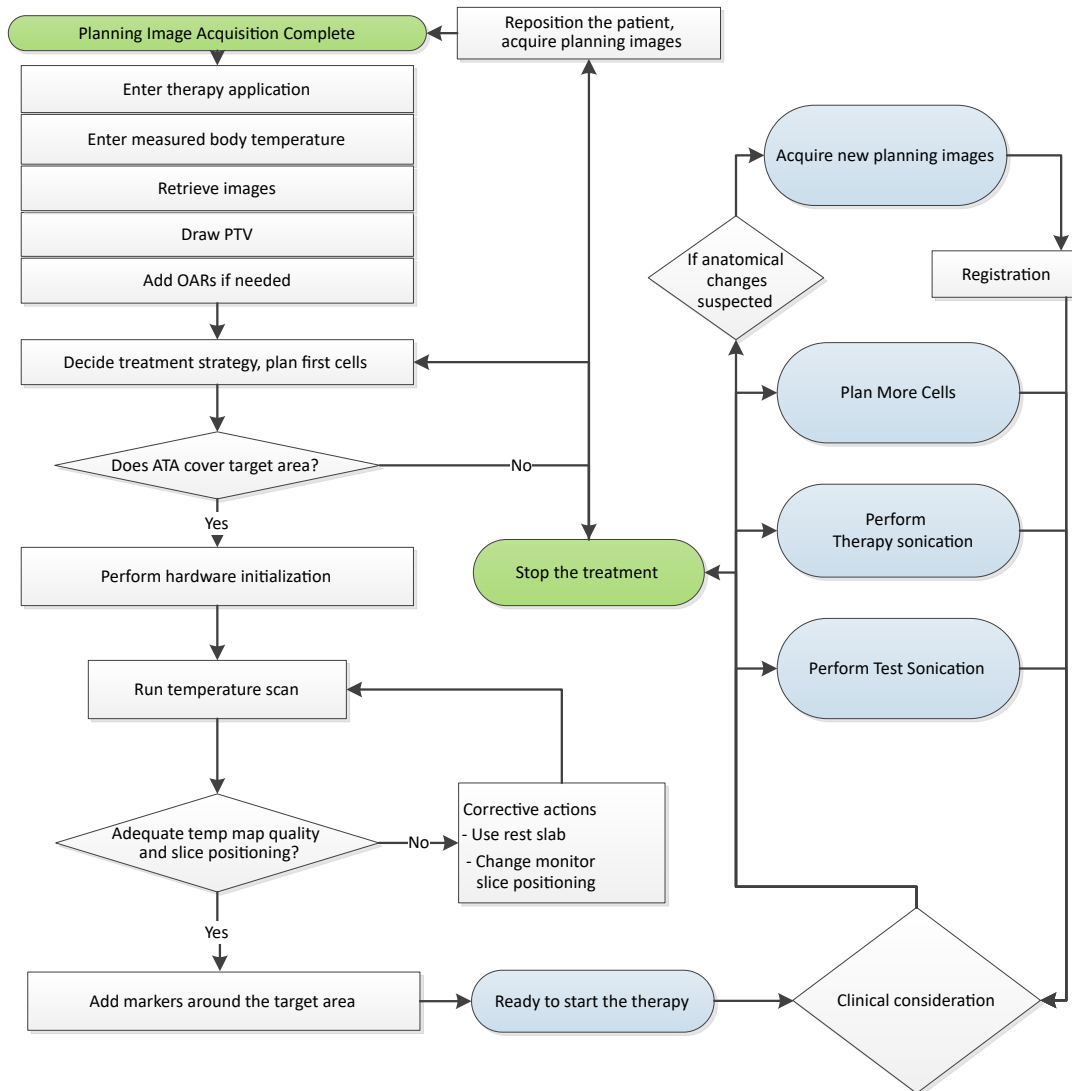 Planning Image Acquisition Complete
Reposition the patient,
acquire planning images
Enter therapy application
Enter measured body temperature
Retrieve images
Draw PTV
Add OARs if needed
Decide treatment strategy, plan first cells
Does ATA cover target area?
No
Yes
Perform hardware initialization
Stop the treatment
Run temperature scan
Adequate temp map quality
and slice positioning?
No
Corrective actions
- Use rest slab
- Change monitor
slice positioning
Yes
Add markers around the target area
Ready to start the therapy
Clinical consideration
If anatomical
changes
suspected
Acquire new planning images
Registration
Plan More Cells
Perform
Therapy sonication
Perform Test Sonication